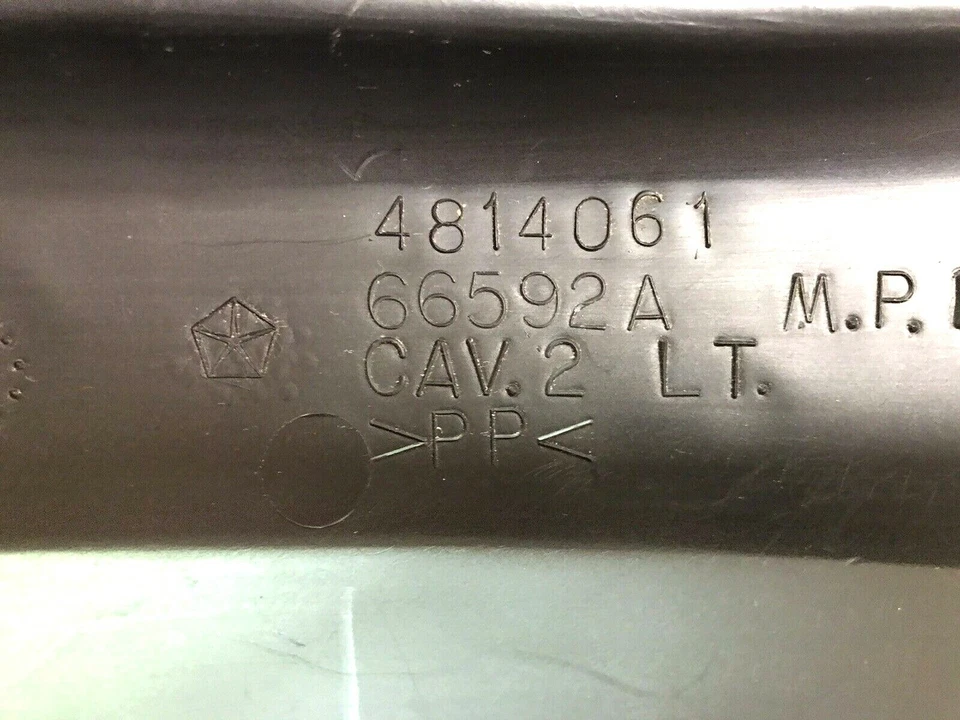 4814061
66592A M.P.
CAV.2 LT.
>PP<